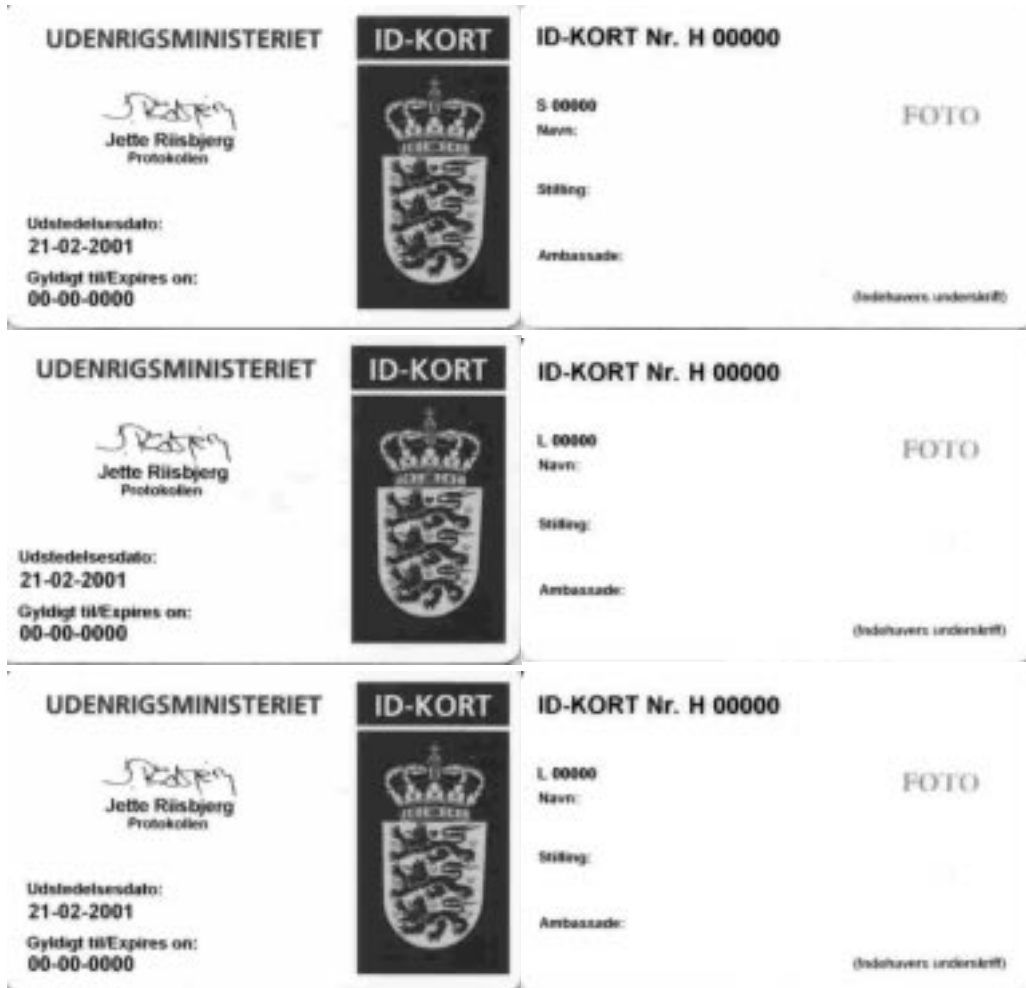 UDENRIGSMINISTERIET
ID-KORT
Jette Riisbjerg
Protokollen
Udstedelsesdato:
21-02-2001
Gyldigt til/Expires on:
00-00-0000
ID-KORT Nr. H 00000
S 00000
FOTO
Navn:
Stilling:
Ambassade:
(Indehavers underskrift)
UDENRIGSMINISTERIET
ID-KORT
Jette Riisbjerg
Protokollen
Udstedelsesdato:
21-02-2001
Gyldigt til/Expires on:
00-00-0000
ID-KORT Nr. H 00000
L 00000
FOTO
Navn:
Stilling:
Ambassade:
(Indehavers underskrift)
UDENRIGSMINISTERIET
ID-KORT
Jette Riisbjerg
Protokollen
Udstedelsesdato:
21-02-2001
Gyldigt til/Expires on:
00-00-0000
ID-KORT Nr. H 00000
L 00000
FOTO
Navn:
Stilling:
Ambassade:
(Indehavers underskrift)